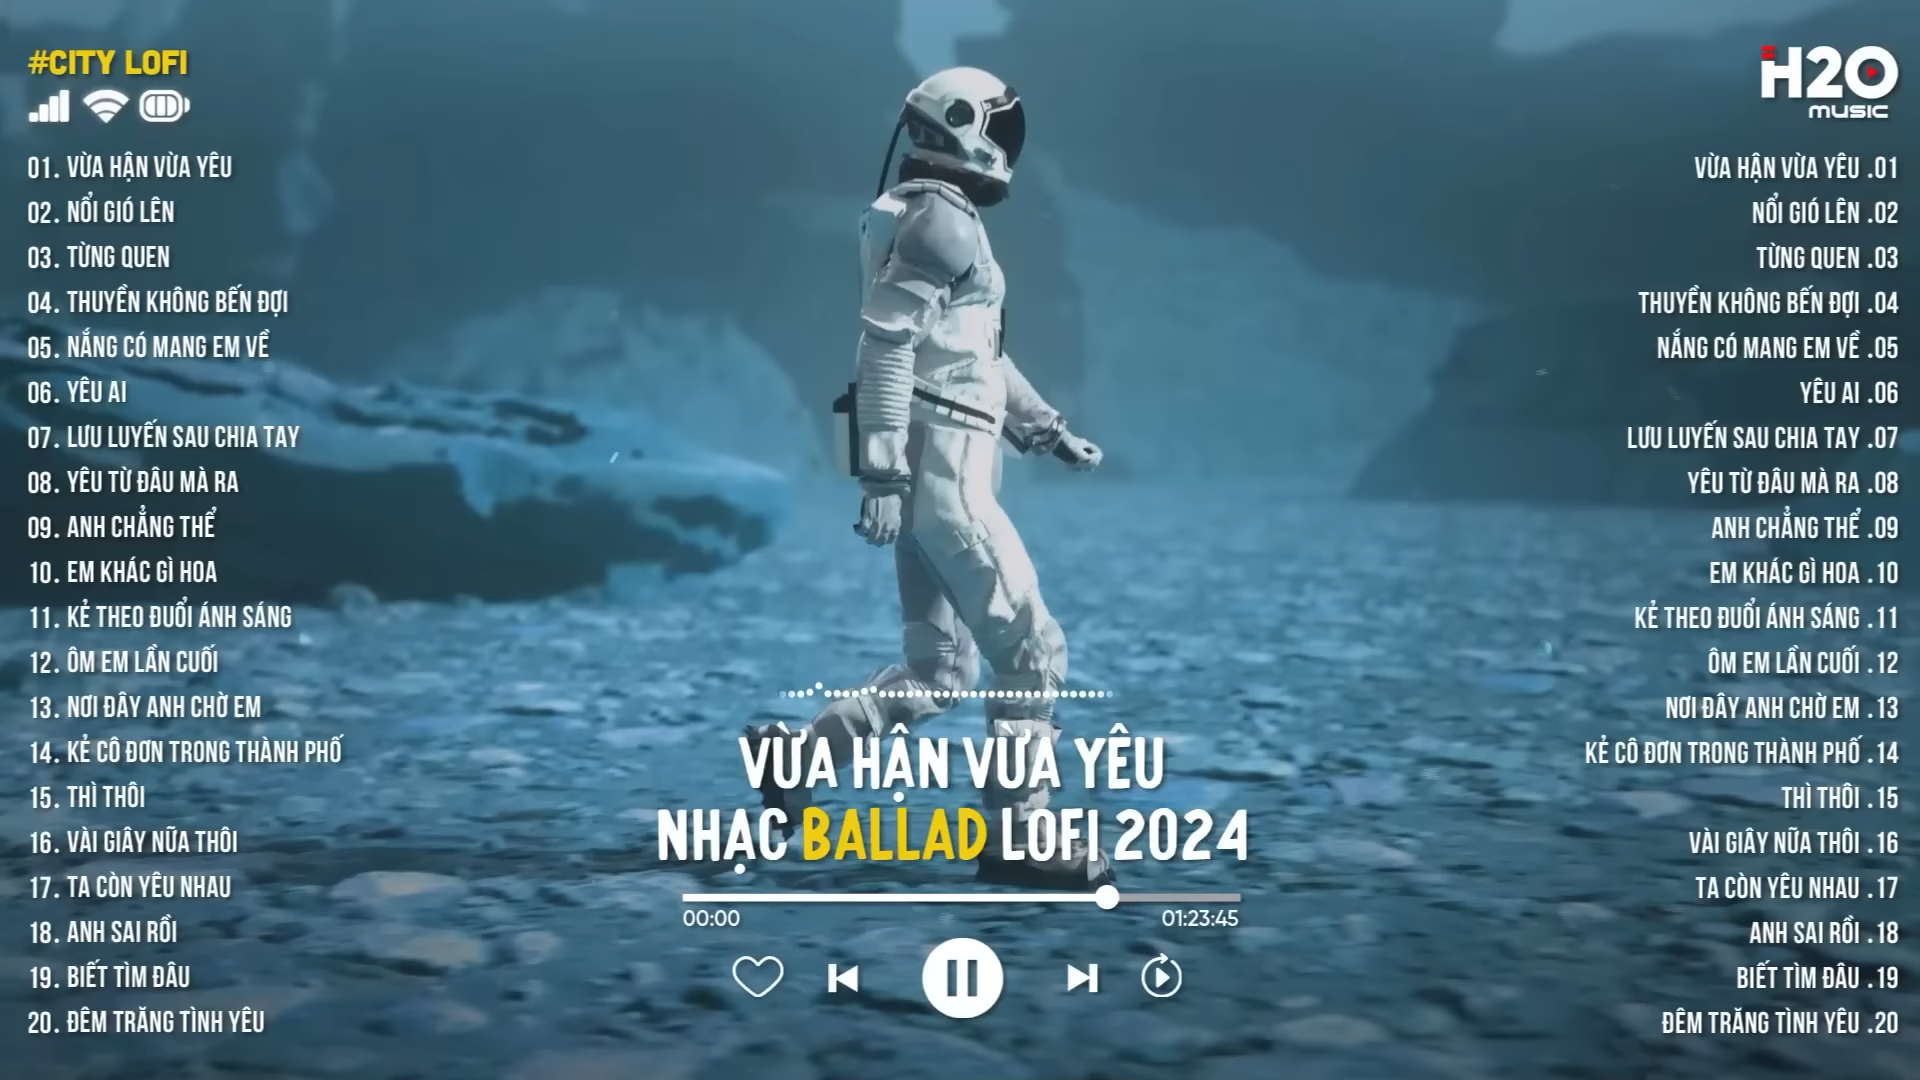 #CITY LOFI
01. VỪA HẬN VỪA YÊU
02. NỔI GIÓ LÊN
03. TỪNG QUEN
04. THUYỀN KHÔNG BẾN ĐỢI
05. NẮNG CÓ MANG EM VỀ
06. YÊU AI
07. LƯU LUYẾN SAU CHIA TAY
08. YÊU TỪ ĐÂU MÀ RA
09. ANH CHẲNG THỂ
10. EM KHÁC GÌ HOA
11. KẺ THEO ĐUỔI ÁNH SÁNG
12. ÔM EM LẦN CUỐI
13. NƠI ĐÂY ANH CHỜ EM
14. KẺ CÔ ĐƠN TRONG THÀNH PHỐ
15. THÌ THÔI
16. VÀI GIÂY NỮA THÔI
17. TA CÒN YÊU NHAU
18. ANH SAI RỒI
19. BIẾT TÌM ĐÂU
20. ĐÊM TRĂNG TÌNH YÊU
VỪA HẬN VỪA YÊU
NHẠC BALLAD LOFI 2024
00:00 01:23:45
H2O
MUSIC
VỪA HẬN VỪA YÊU .01
NỔI GIÓ LÊN .02
TỪNG QUEN .03
THUYỀN KHÔNG BẾN ĐỢI .04
NẮNG CÓ MANG EM VỀ .05
YÊU AI .06
LƯU LUYẾN SAU CHIA TAY .07
YÊU TỪ ĐÂU MÀ RA .08
ANH CHẲNG THỂ .09
EM KHÁC GÌ HOA .10
KẺ THEO ĐUỔI ÁNH SÁNG .11
ÔM EM LẦN CUỐI .12
NƠI ĐÂY ANH CHỜ EM .13
KẺ CÔ ĐƠN TRONG THÀNH PHỐ .14
THÌ THÔI .15
VÀI GIÂY NỮA THÔI .16
TA CÒN YÊU NHAU .17
ANH SAI RỒI .18
BIẾT TÌM ĐÂU .19
ĐÊM TRĂNG TÌNH YÊU .20